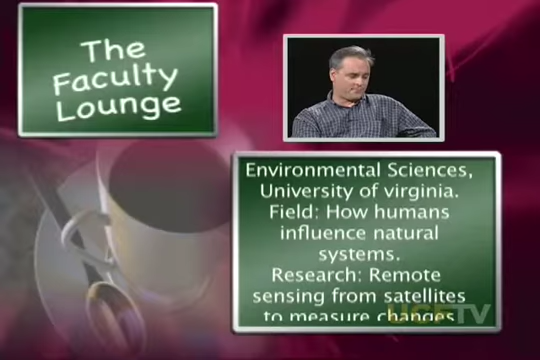 The
Faculty
Lounge
Environmental Sciences,
University of virginia.
Field: How humans
influence natural
systems.
Research: Remote
sensing from satellites
to measure changes
UCFTV